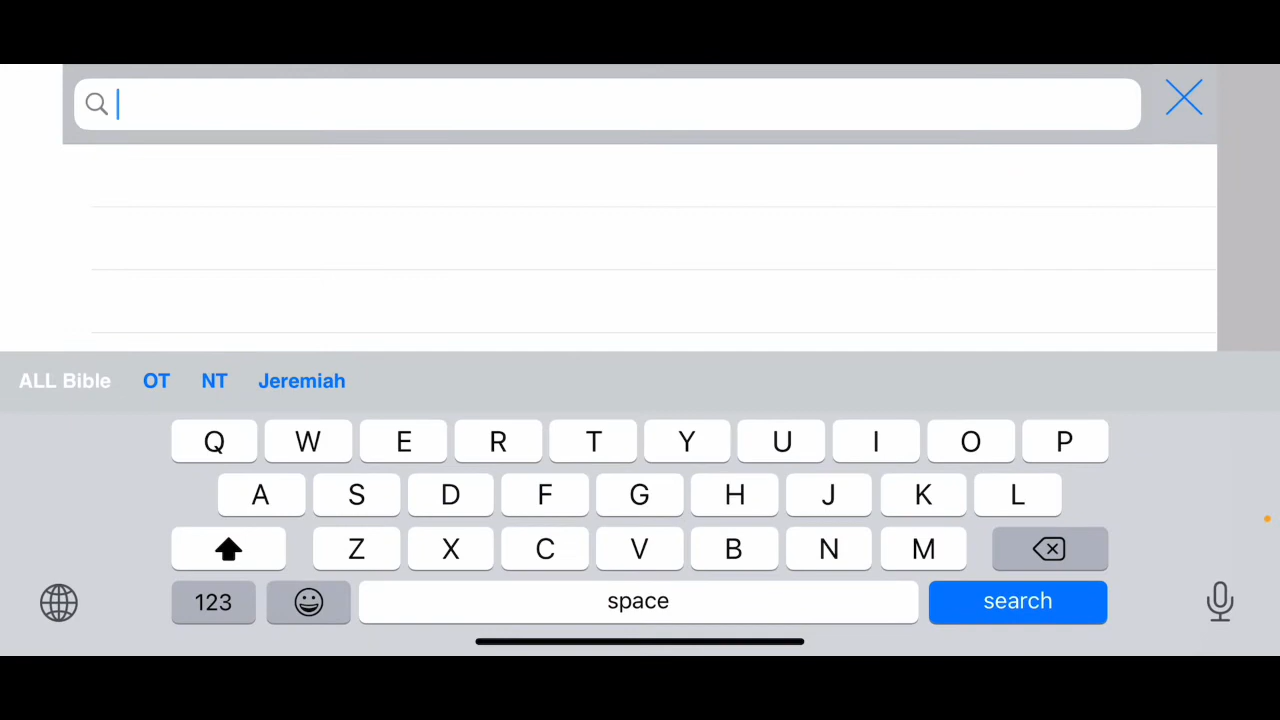 ALL Bible OT NT Jeremiah
Q W E R T Y U I O P
A S D F G H J K L
Z X C V B N M
123 space search